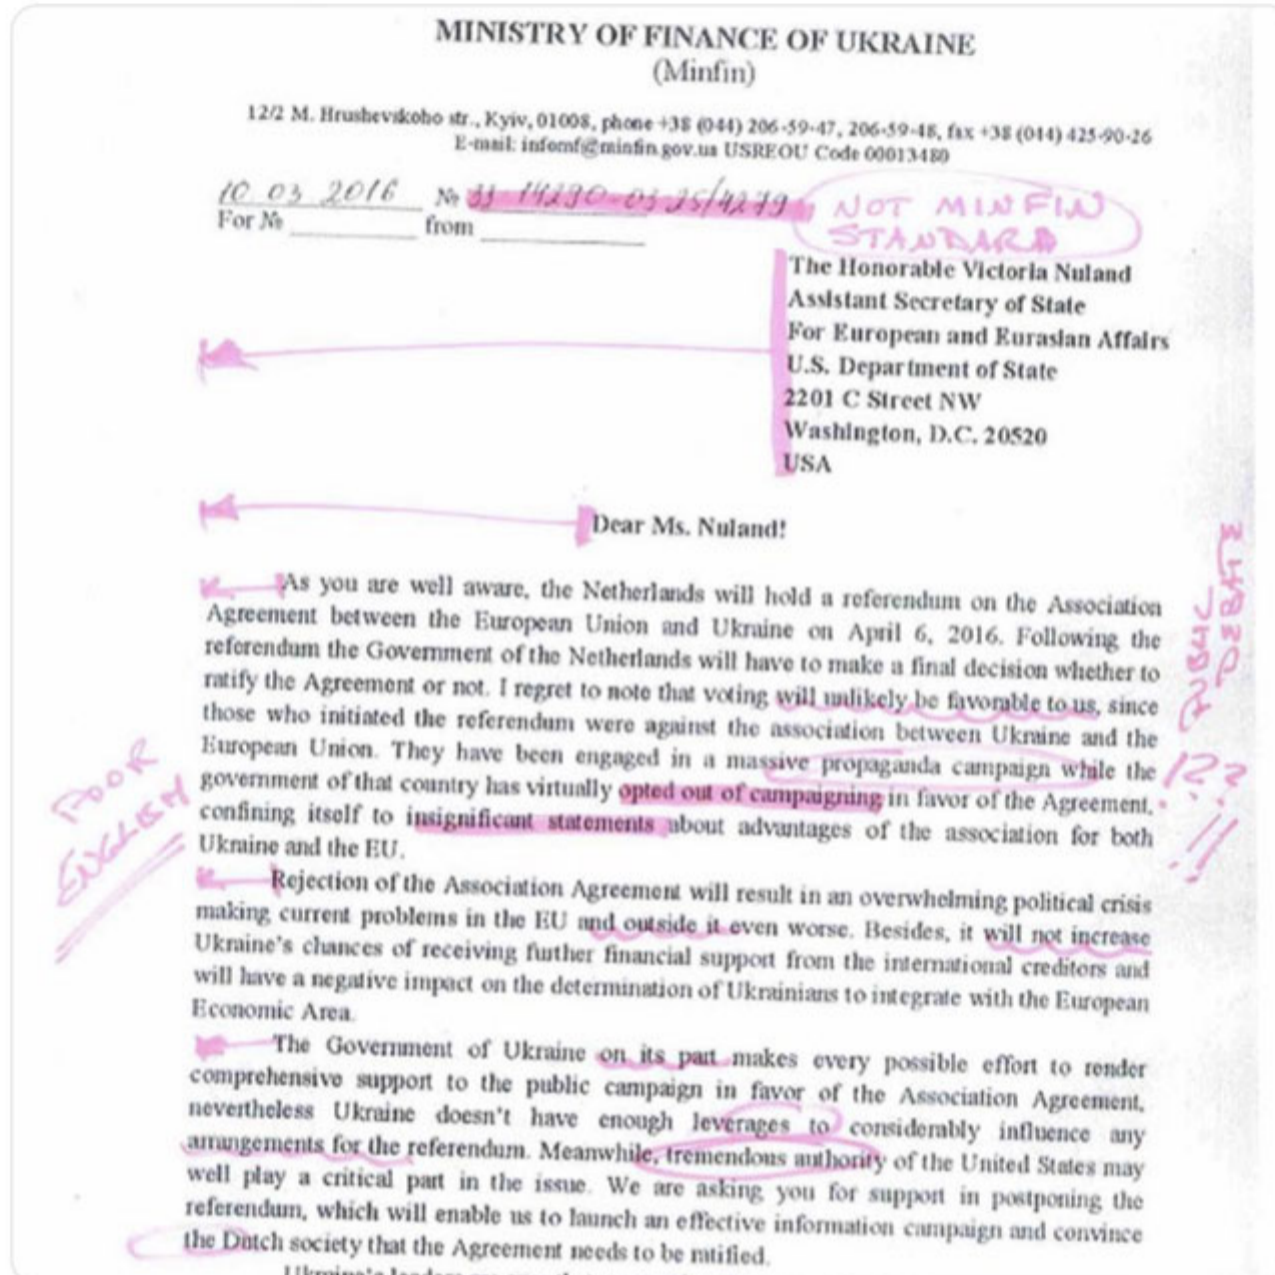 MINISTRY OF FINANCE OF UKRAINE
(Minfin)
12/2 M. Hrushevskoho str., Kyiv, 01008, phone +38 (044) 206-59-47, 206-59-48, fax +38 (044) 425-90-26
E-mail: infomf@minfin.gov.ua USREOU Code 00013480
10 03 2016 № 33-14290-03-25/4279
NOT MINFIN
STANDARD
For № from
The Honorable Victoria Nuland
Assistant Secretary of State
For European and Eurasian Affairs
U.S. Department of State
2201 C Street NW
Washington, D.C. 20520
USA
Dear Ms. Nuland!
As you are well aware, the Netherlands will hold a referendum on the Association
Agreement between the European Union and Ukraine on April 6, 2016. Following the
referendum the Government of the Netherlands will have to make a final decision whether to
ratify the Agreement or not. I regret to note that voting will unlikely be favorable to us, since
those who initiated the referendum were against the association between Ukraine and the
European Union. They have been engaged in a massive propaganda campaign while the
government of that country has virtually opted out of campaigning in favor of the Agreement,
confining itself to insignificant statements about advantages of the association for both
Ukraine and the EU.
POOR
ENGLISH
PUBLIC
DEBATE
!?.?!!
Rejection of the Association Agreement will result in an overwhelming political crisis
making current problems in the EU and outside it even worse. Besides, it will not increase
Ukraine's chances of receiving further financial support from the international creditors and
will have a negative impact on the determination of Ukrainians to integrate with the European
Economic Area.
The Government of Ukraine on its part makes every possible effort to render
comprehensive support to the public campaign in favor of the Association Agreement,
nevertheless Ukraine doesn't have enough leverages to considerably influence any
arrangements for the referendum. Meanwhile, tremendous authority of the United States may
well play a critical part in the issue. We are asking you for support in postponing the
referendum, which will enable us to launch an effective information campaign and convince
the Dutch society that the Agreement needs to be ratified.